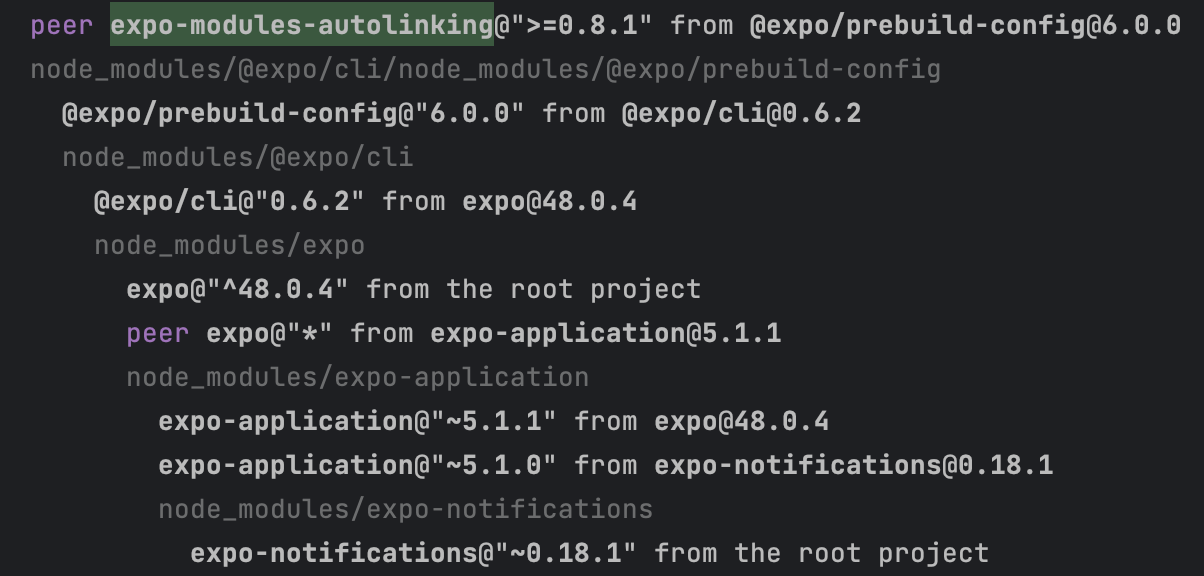 peer expo-modules-autolinking@">=0.8.1" from @expo/prebuild-config@6.0.0
node_modules/@expo/cli/node_modules/@expo/prebuild-config
@expo/prebuild-config@"6.0.0" from @expo/cli@0.6.2
node_modules/@expo/cli
@expo/cli@"0.6.2" from expo@48.0.4
node_modules/expo
expo@"^48.0.4" from the root project
peer expo@"*" from expo-application@5.1.1
node_modules/expo-application
expo-application@"~5.1.1" from expo@48.0.4
expo-application@"~5.1.0" from expo-notifications@0.18.1
node_modules/expo-notifications
expo-notifications@"~0.18.1" from the root project